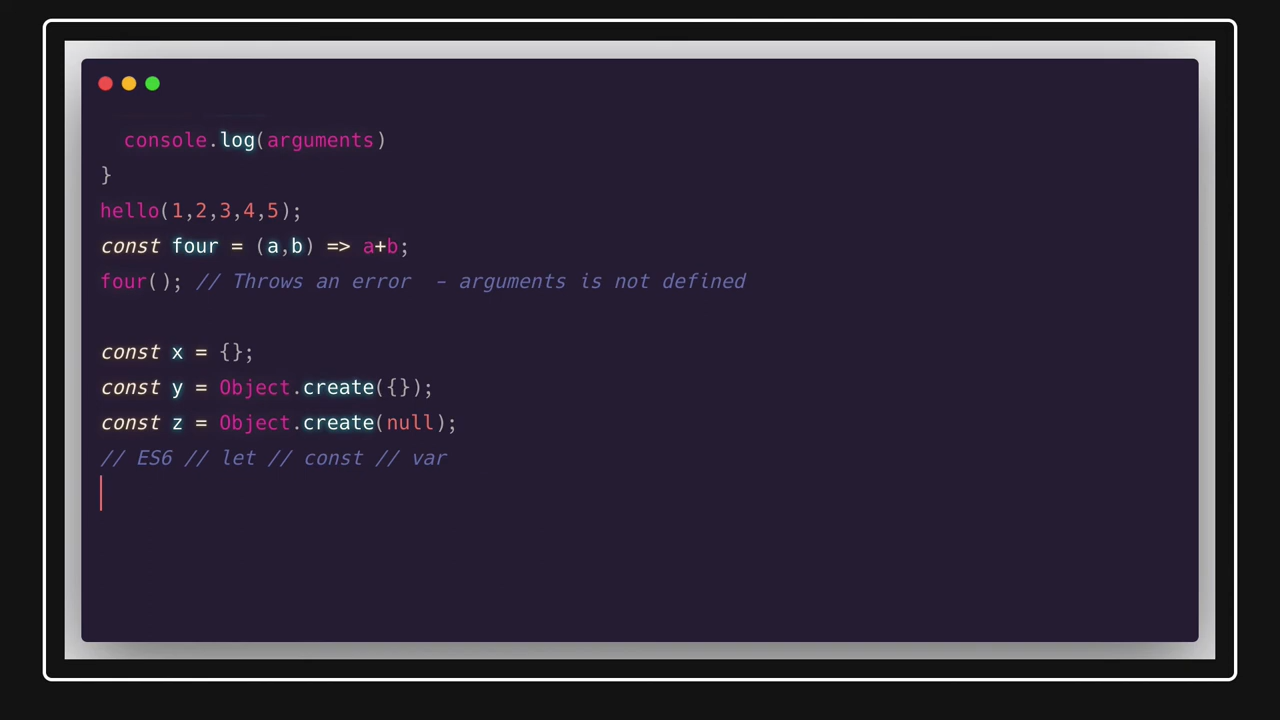 console.log(arguments)
}
hello(1,2,3,4,5);
const four = (a,b) => a+b;
four(); // Throws an error  - arguments is not defined
const x = {};
const y = Object.create({});
const z = Object.create(null);
// ES6 // let // const // var